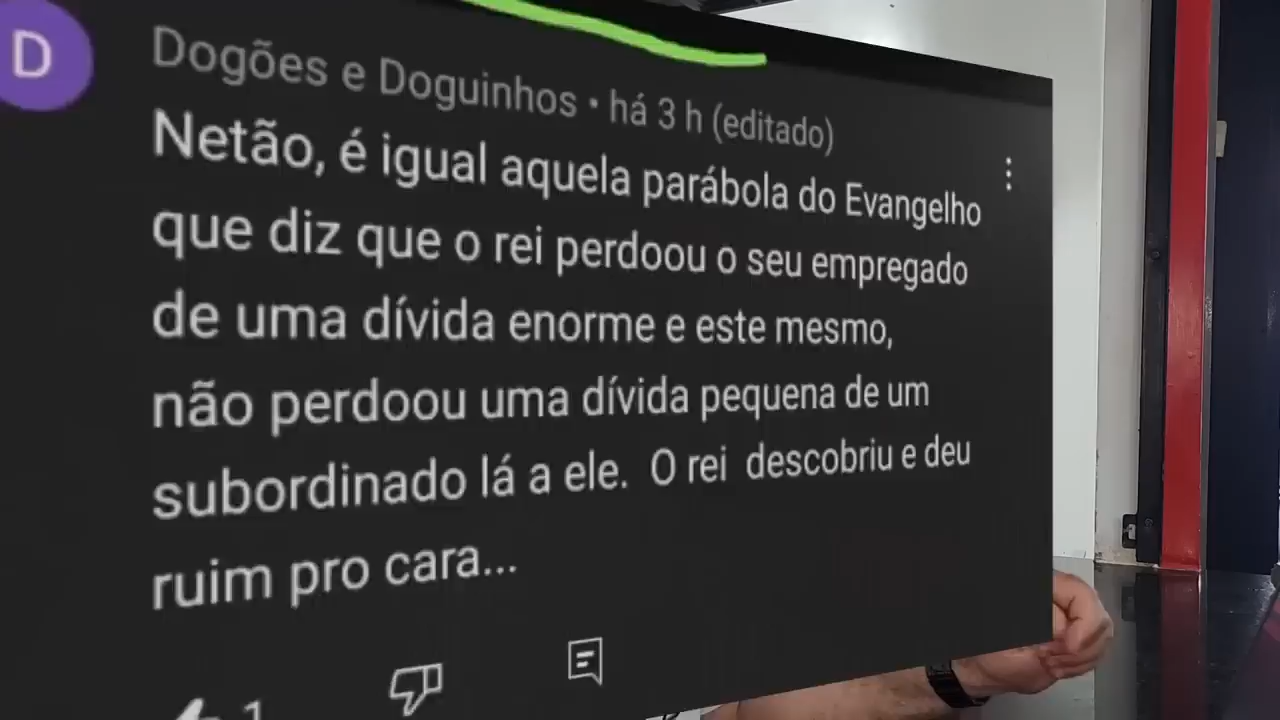 D
Dogões e Doguinhos • há 3 h (editado)
Netão, é igual aquela parábola do Evangelho
que diz que o rei perdoou o seu empregado
de uma dívida enorme e este mesmo,
não perdoou uma dívida pequena de um
subordinado lá a ele. O rei descobriu e deu
ruim pro cara...
1